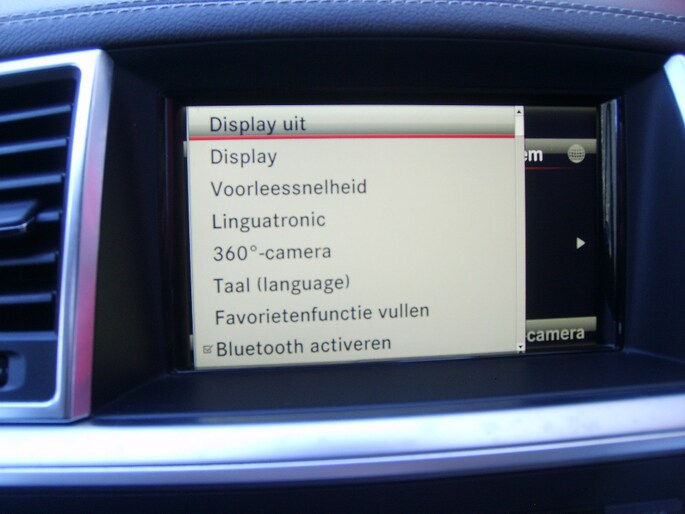 Display uit
Display
Voorleessnelheid
Linguatronic
360°-camera
Taal (language)
Favorietenfunctie vullen
Bluetooth activeren
em
camera